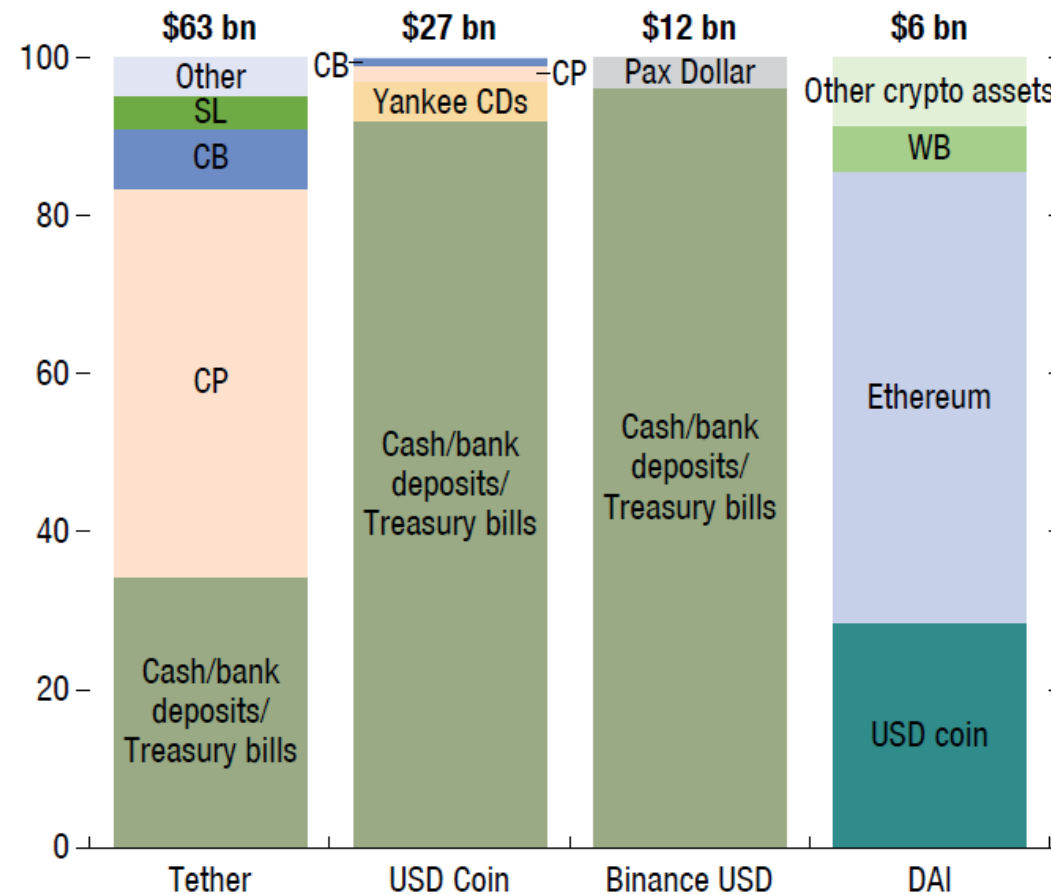 $63 bn
$27 bn
$12 bn
$6 bn
100
80
60
40
20
0
Other
SL
CB
CP
Cash/bank
deposits/
Treasury bills
CB
CP
Yankee CDs
Cash/bank
deposits/
Treasury bills
Pax Dollar
Cash/bank
deposits/
Treasury bills
Other crypto assets
WB
Ethereum
USD coin
Tether
USD Coin
Binance USD
DAI